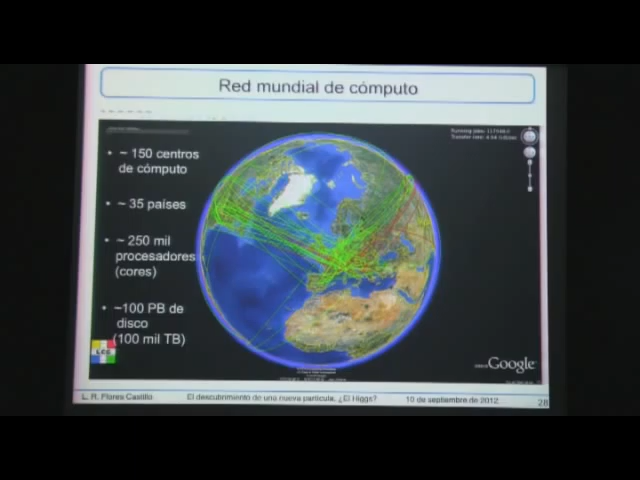 Red mundial de cómputo
• ~ 150 centros
de cómputo
• ~ 35 países
• ~ 250 mil
procesadores
(cores)
• ~100 PB de
disco
(100 mil TB)
LCG
Google
L. R. Flores Castillo El descubrimiento de una nueva partícula, ¿El Higgs? 10 de septiembre de 2012. 28